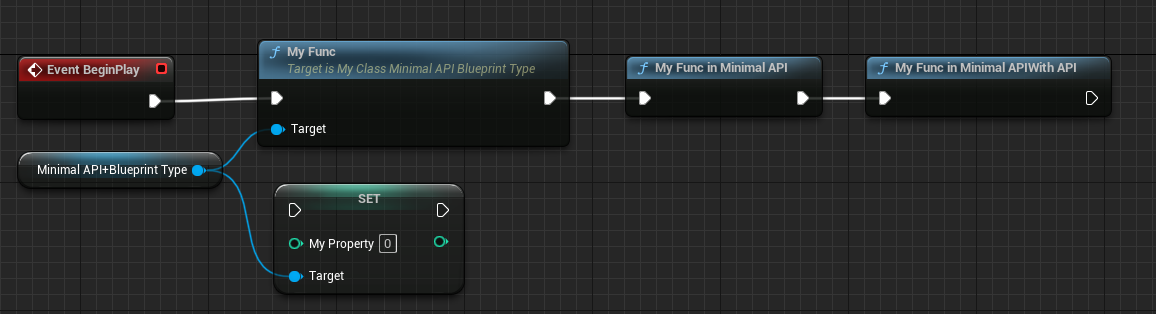 Event BeginPlay
My Func
Target is My Class Minimal API Blueprint Type
Target
My Func in Minimal API
My Func in Minimal APIWith API
Minimal API+Blueprint Type
SET
My Property 0
Target